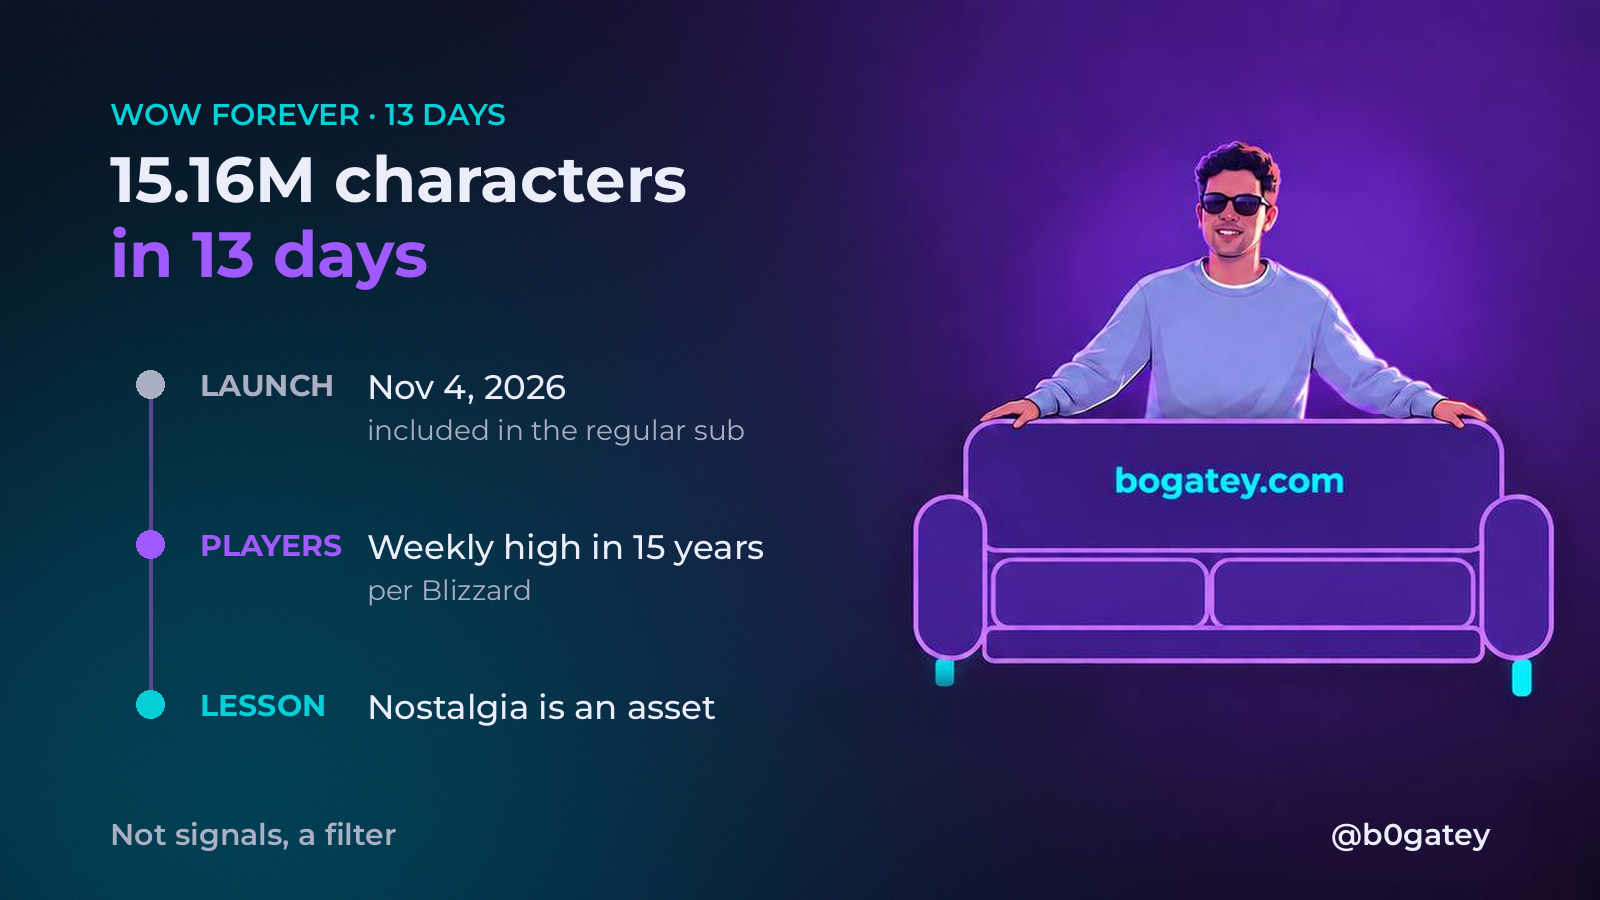 WOW FOREVER · 13 DAYS
15.16M characters
in 13 days
LAUNCH Nov 4, 2026
included in the regular sub
PLAYERS Weekly high in 15 years
per Blizzard
LESSON Nostalgia is an asset
bogatey.com
Not signals, a filter
@b0gatey